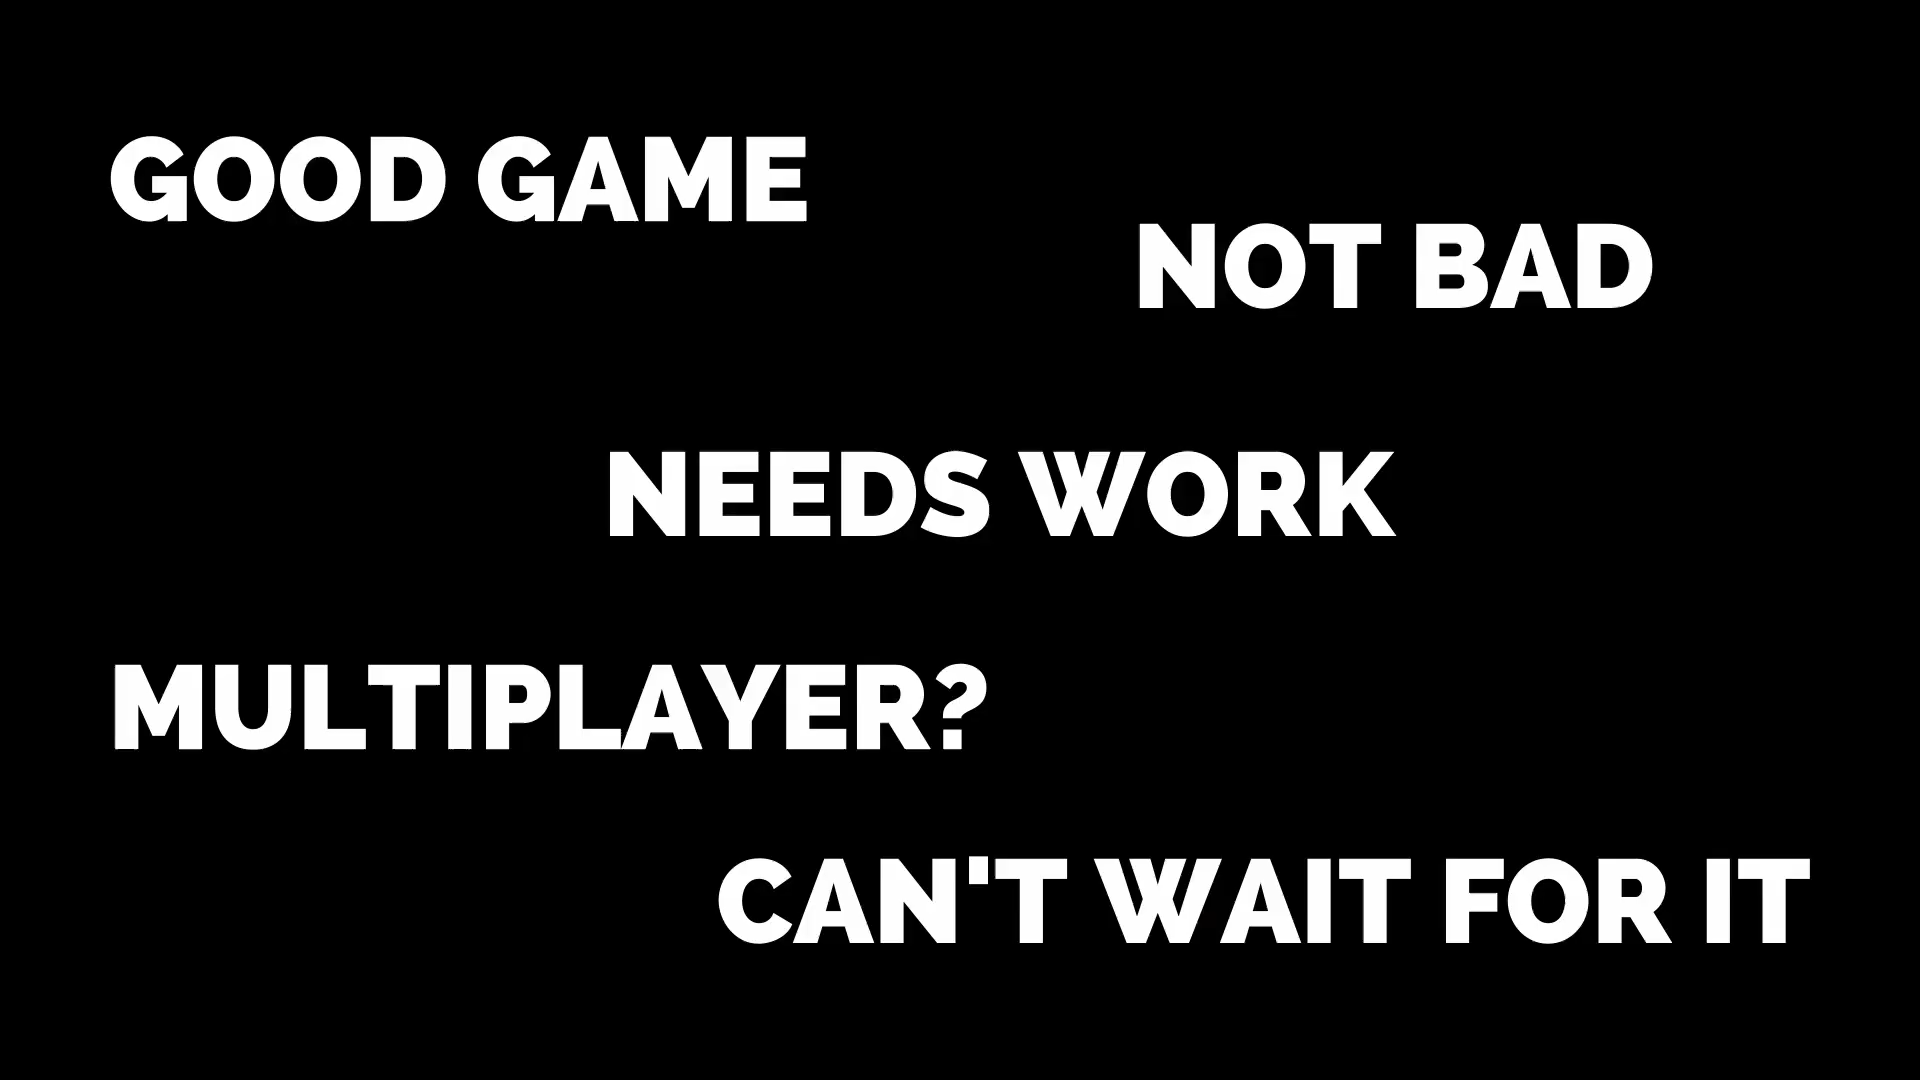 GOOD GAME
NOT BAD
NEEDS WORK
MULTIPLAYER?
CAN'T WAIT FOR IT